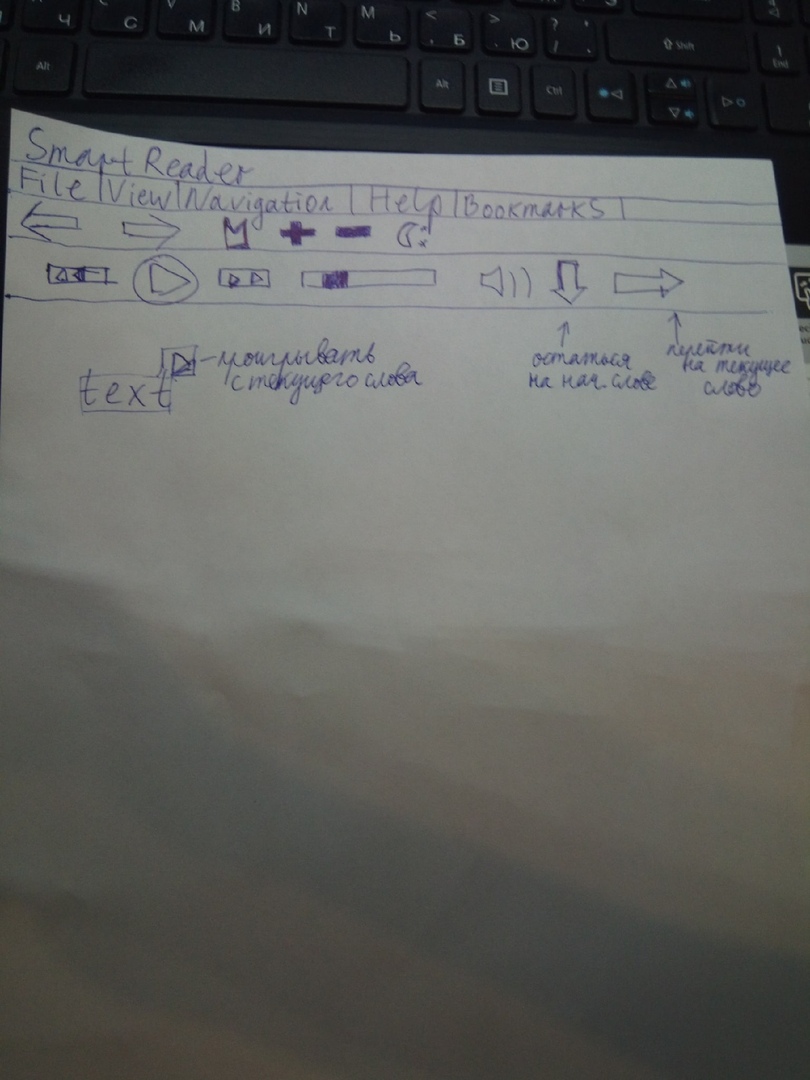 Ч С М И Т Ь Б Ю
V B N M
Shift
End
Alt Alt Ctrl
Smart Reader
File View Navigation Help Bookmarks
проигрывать
с текущего слова
text
остаться
на нач. слове
перейти
на текущее
слово